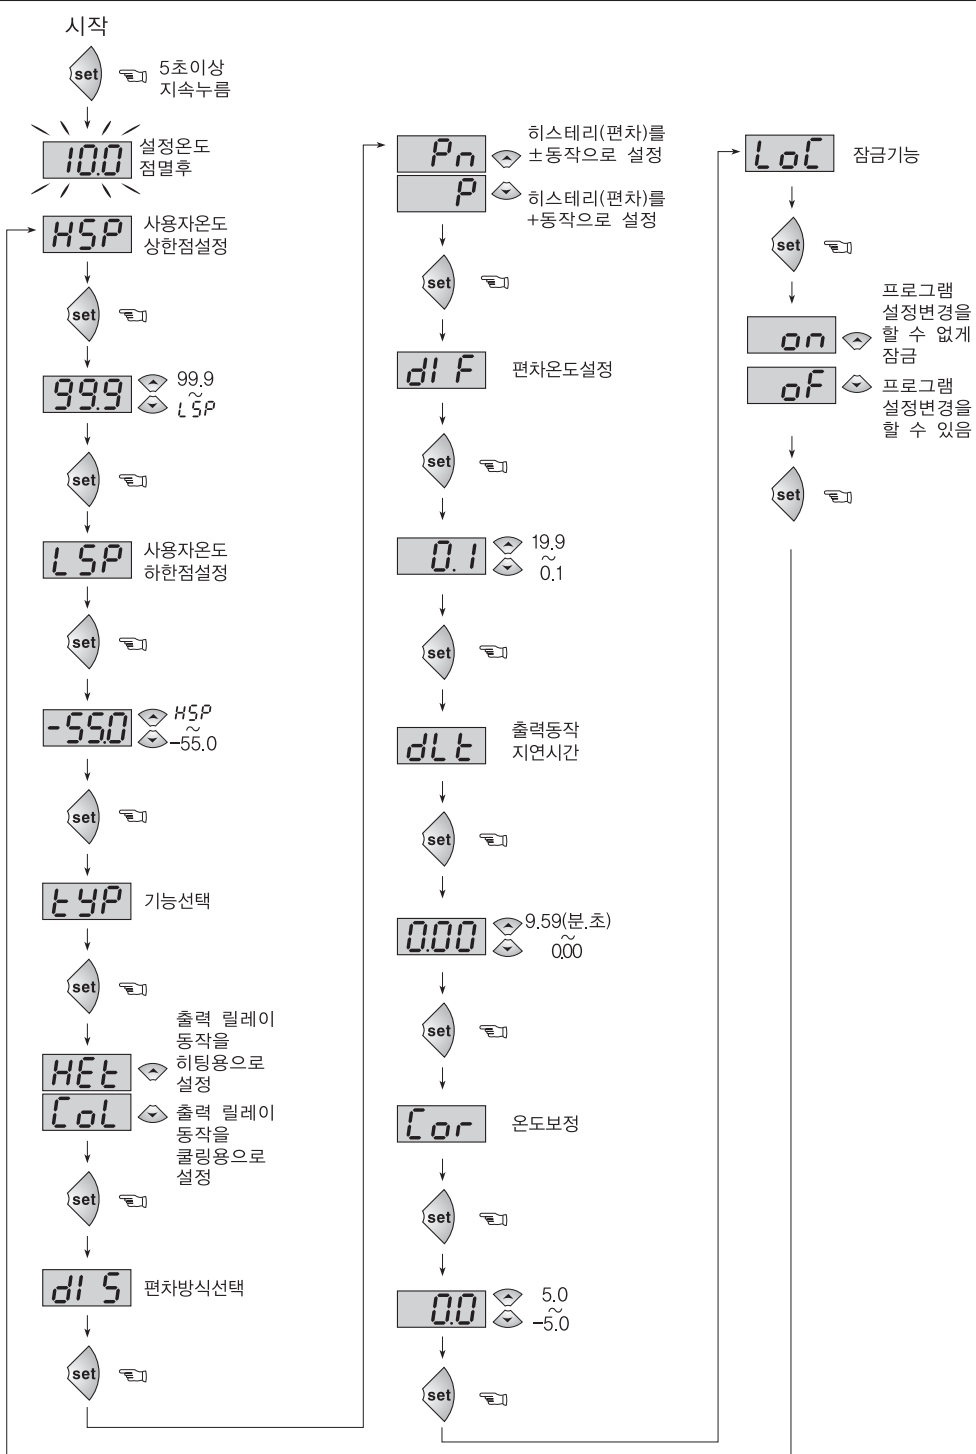 시작
set
5초이상
지속누름
10.0
설정온도
점멸후
HSP
사용자온도
상한점설정
set
99.9
99.9
~
LSP
set
LSP
사용자온도
하한점설정
set
-55.0
HSP
~
-55.0
set
tYP
기능선택
set
HEt
출력 릴레이
동작을
히팅용으로
설정
CoL
출력 릴레이
동작을
쿨링용으로
설정
set
dIS
편차방식선택
set
Pn
히스테리(편차)를
±동작으로 설정
P
히스테리(편차)를
+동작으로 설정
set
dIF
편차온도설정
set
0.1
19.9
~
0.1
set
dLt
출력동작
지연시간
set
0.00
9.59(분.초)
~
0.00
set
Cor
온도보정
set
0.0
5.0
~
-5.0
set
LoC
잠금기능
set
on
프로그램
설정변경을
할 수 없게
잠금
oF
프로그램
설정변경을
할 수 있음
set